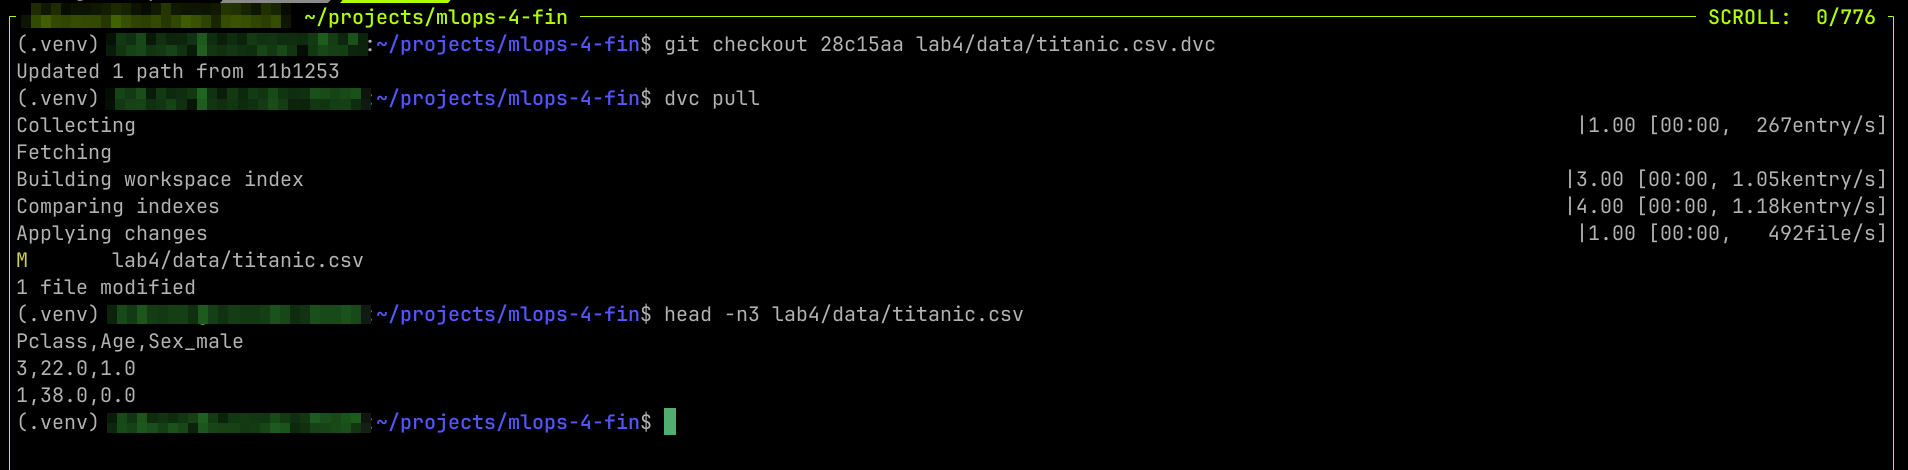 ~/projects/mlops-4-fin SCROLL: 0/776
(.venv) :~/projects/mlops-4-fin$ git checkout 28c15aa lab4/data/titanic.csv.dvc
Updated 1 path from 11b1253
(.venv) :~/projects/mlops-4-fin$ dvc pull
Collecting |1.00 [00:00, 267entry/s]
Fetching
Building workspace index |3.00 [00:00, 1.05kentry/s]
Comparing indexes |4.00 [00:00, 1.18kentry/s]
Applying changes |1.00 [00:00, 492file/s]
M lab4/data/titanic.csv
1 file modified
(.venv) :~/projects/mlops-4-fin$ head -n3 lab4/data/titanic.csv
Pclass,Age,Sex_male
3,22.0,1.0
1,38.0,0.0
(.venv) :~/projects/mlops-4-fin$